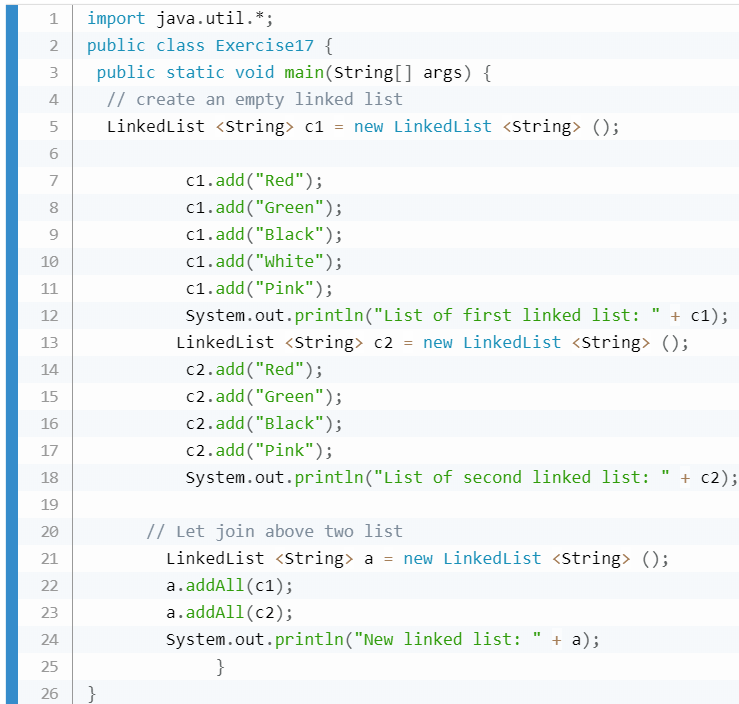 1 import java.util.*;
2 public class Exercise17 {
3 public static void main(String[] args) {
4 // create an empty linked list
5 LinkedList <String> c1 = new LinkedList <String> ();
6
7 c1.add("Red");
8 c1.add("Green");
9 c1.add("Black");
10 c1.add("White");
11 c1.add("Pink");
12 System.out.println("List of first linked list: " + c1);
13 LinkedList <String> c2 = new LinkedList <String> ();
14 c2.add("Red");
15 c2.add("Green");
16 c2.add("Black");
17 c2.add("Pink");
18 System.out.println("List of second linked list: " + c2);
19
20 // Let join above two list
21 LinkedList <String> a = new LinkedList <String> ();
22 a.addAll(c1);
23 a.addAll(c2);
24 System.out.println("New linked list: " + a);
25 }
26 }